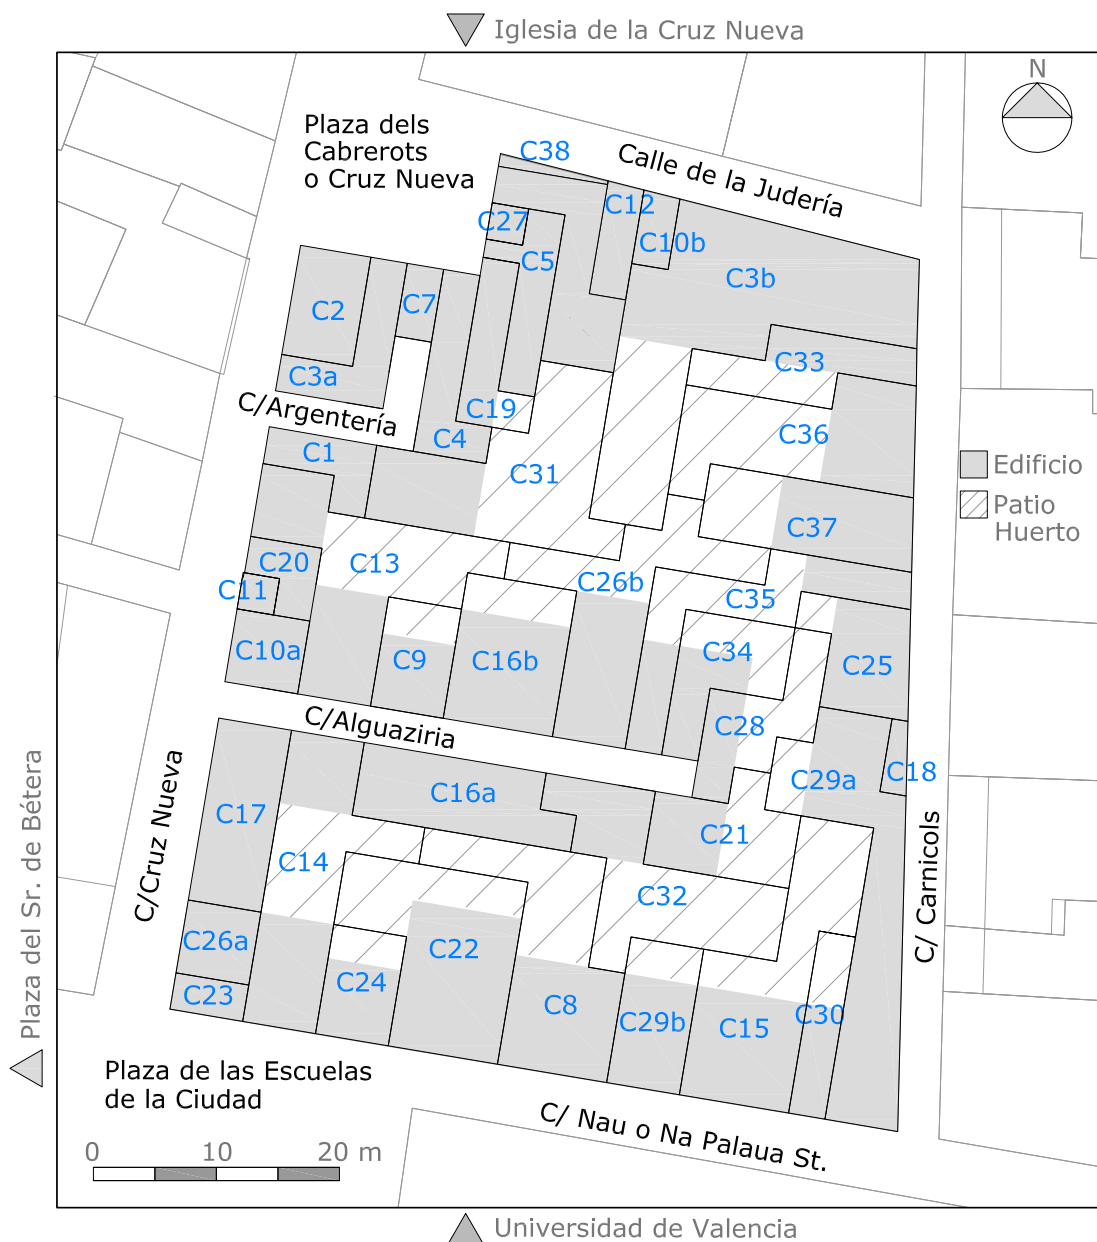 Iglesia de la Cruz Nueva
N
Plaza dels
Cabrerots
o Cruz Nueva
C38
Calle de la Judería
C12
C27
C10b
C5
C3b
C2
C7
C33
C3a
C19
C/Argentería
C4
C36
C1
C31
Edificio
Patio
Huerto
C37
C13
C20
C26b
C11
C35
C10a
C9
C16b
C34
C25
C28
C/Alguaziria
C18
C29a
C16a
C17
C21
C/Cruz Nueva
C14
C32
C/ Carnicols
Plaza del Sr. de Bétera
C26a
C22
C24
C23
C8
C29b
C15
C30
Plaza de las Escuelas
de la Ciudad
C/ Nau o Na Palaua St.
0 10 20 m
Universidad de Valencia